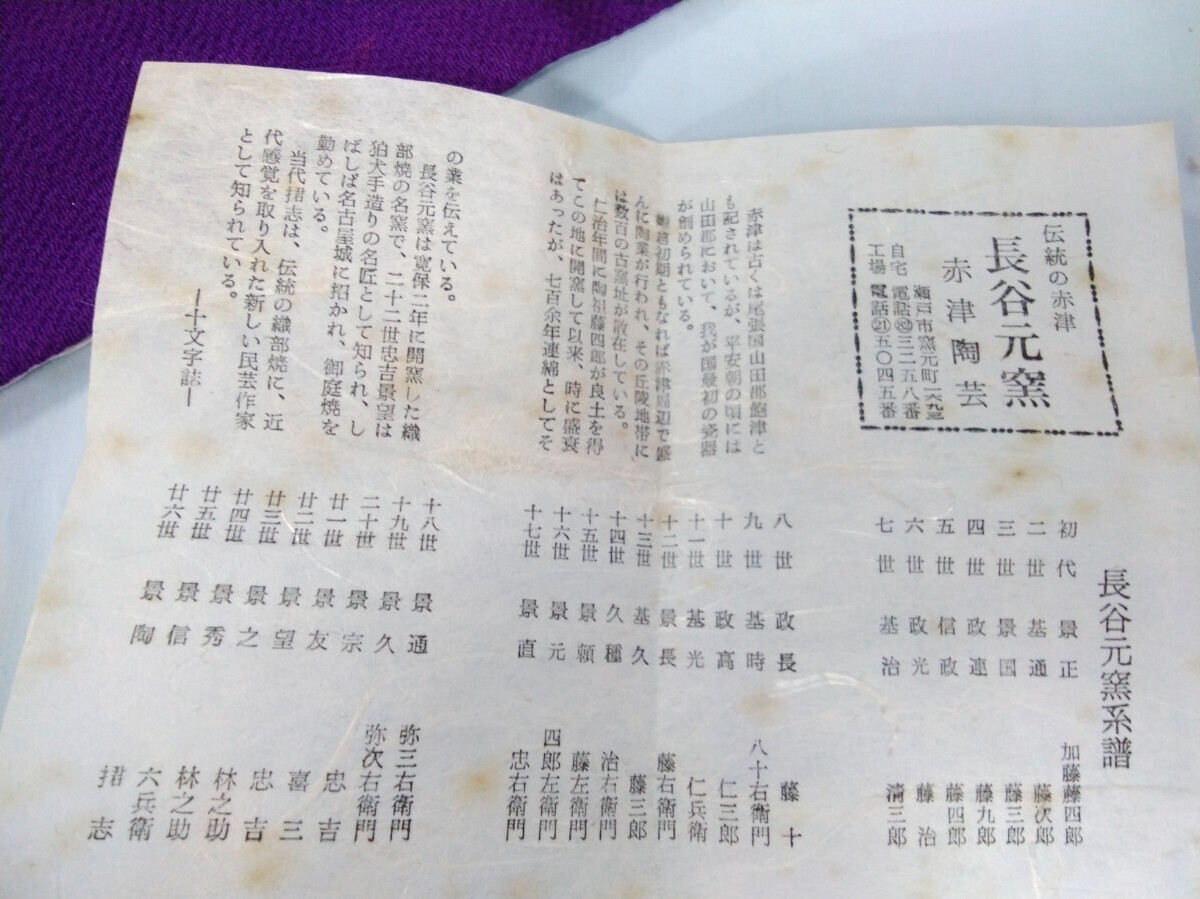 伝統の赤津
長谷元窯
赤津陶芸
瀬戸市窯元町一六九三
自宅 電話82三二五八番
工場 電話21五〇四五番
赤津は古くは尾張国山田郡飽津と
も記されているが、平安朝の頃には
山田郡において、我が国最初の瓷器
が創められている。
鎌倉初期ともなれば赤津周辺で盛
んに陶業が行われ、その丘陵地帯に
は数百の古窯址が散在している。
仁治年間に陶祖藤四郎が良土を得
てこの地に開窯して以来、時に盛衰
はあったが、七百余年連綿としてそ
の業を伝えている。
長谷元窯は寛保二年に開窯した織
部焼の名窯で、二十二世忠吉景望は
狛犬手造りの名匠として知られ、し
ばしば名古屋城に招かれ、御庭焼を
勤めている。
当代招志は、伝統の織部焼に、近
代感覚を取り入れた新しい民芸作家
として知られている。
―十文字誌―
長谷元窯系譜
初代 景正 加藤藤四郎
二世 基通 藤次郎
三世 景国 藤三郎
四世 政連 藤九郎
五世 信政 藤四郎
六世 政光 藤治
七世 基治 清三郎
八世 政長 藤十
九世 基時 八十右衛門
十世 政高 仁三郎
十一世 基光 仁兵衛
十二世 景長 藤右衛門
十三世 基久 藤三郎
十四世 久種 治右衛門
十五世 景頼 藤左衛門
十六世 景元 四郎左衛門
十七世 景直 忠右衛門
十八世 景通 弥三右衛門
十九世 景久 弥次右衛門
二十世 景宗 忠吉
廿一世 景友 喜三
廿二世 景望 忠吉
廿三世 景之 林之助
廿四世 景秀 林之助
廿五世 景信 六兵衛
廿六世 景陶 招志